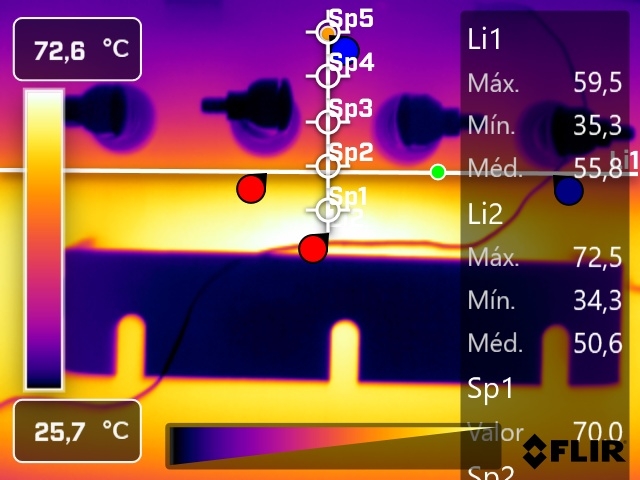 72,6 °C
Sp5
Sp4
Sp3
Sp2
Sp1
Li1
Máx. 59,5
Mín. 35,3
Méd. 55,8
Li2
Máx. 72,5
Mín. 34,3
Méd. 50,6
Sp1
Valor 70,0
Sp2
25,7 °C
FLIR